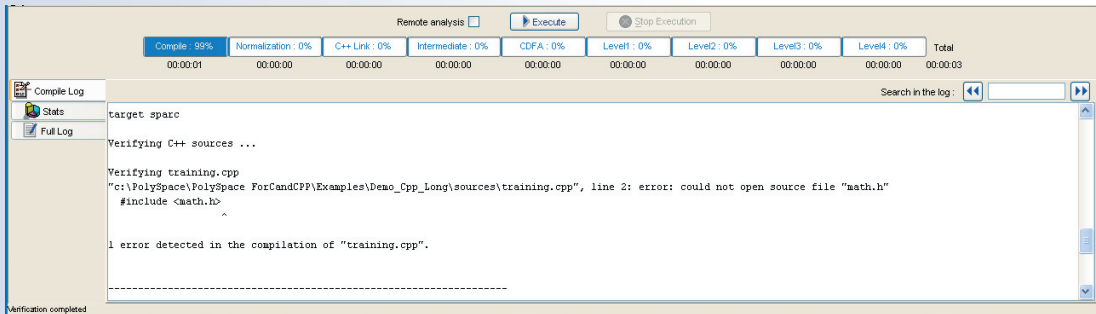 Remote analysis Execute Stop Execution
Compile : 99% Normalization : 0% C++ Link : 0% Intermediate : 0% CDFA : 0% Level1 : 0% Level2 : 0% Level3 : 0% Level4 : 0% Total
00:00:01 00:00:00 00:00:00 00:00:00 00:00:00 00:00:00 00:00:00 00:00:00 00:00:00 00:00:03
Compile Log
Search in the log :
Stats
Full Log
target sparc
Verifying C++ sources ...
Verifying training.cpp
"c:\PolySpace\PolySpace ForCandCPP\Examples\Demo_Cpp_Long\sources\training.cpp", line 2: error: could not open source file "math.h"
#include <math.h>
^
1 error detected in the compilation of "training.cpp".
--------------------------------------------------------------------
Verification completed